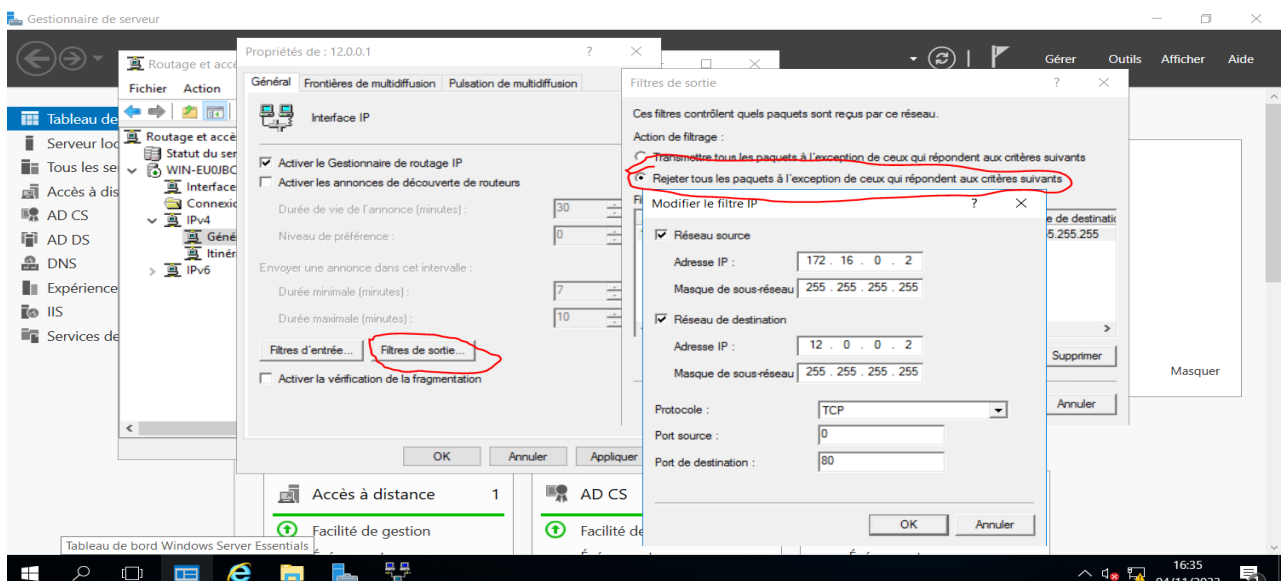 Gestionnaire de serveur
Gérer Outils Afficher Aide
Tableau de
Serveur loc
Tous les se
Accès à dis
AD CS
AD DS
DNS
Expérience
IIS
Services de
Routage et accè
Fichier Action
Routage et accè
Statut du ser
WIN-EU0JBC
Interface
Connexic
IPv4
Géné
Itinér
IPv6
Propriétés de : 12.0.0.1
Général Frontières de multidiffusion Pulsation de multidiffusion
Interface IP
Activer le Gestionnaire de routage IP
Activer les annonces de découverte de routeurs
Durée de vie de l'annonce (minutes) : 30
Niveau de préférence : 0
Envoyer une annonce dans cet intervalle :
Durée minimale (minutes) : 7
Durée maximale (minutes) : 10
Filtres d'entrée... Filtres de sortie...
Activer la vérification de la fragmentation
OK Annuler Appliquer
Filtres de sortie
Ces filtres contrôlent quels paquets sont reçus par ce réseau.
Action de filtrage :
Transmettre tous les paquets à l'exception de ceux qui répondent aux critères suivants
Rejeter tous les paquets à l'exception de ceux qui répondent aux critères suivants
Fi
e de destinatic
5.255.255
Supprimer
Annuler
Modifier le filtre IP
Réseau source
Adresse IP : 172 . 16 . 0 . 2
Masque de sous-réseau 255 . 255 . 255 . 255
Réseau de destination
Adresse IP : 12 . 0 . 0 . 2
Masque de sous-réseau 255 . 255 . 255 . 255
Protocole : TCP
Port source : 0
Port de destination : 80
OK Annuler
Masquer
Accès à distance 1
Facilité de gestion
AD CS
Facilité de
Tableau de bord Windows Server Essentials
16:35
04/11/2022